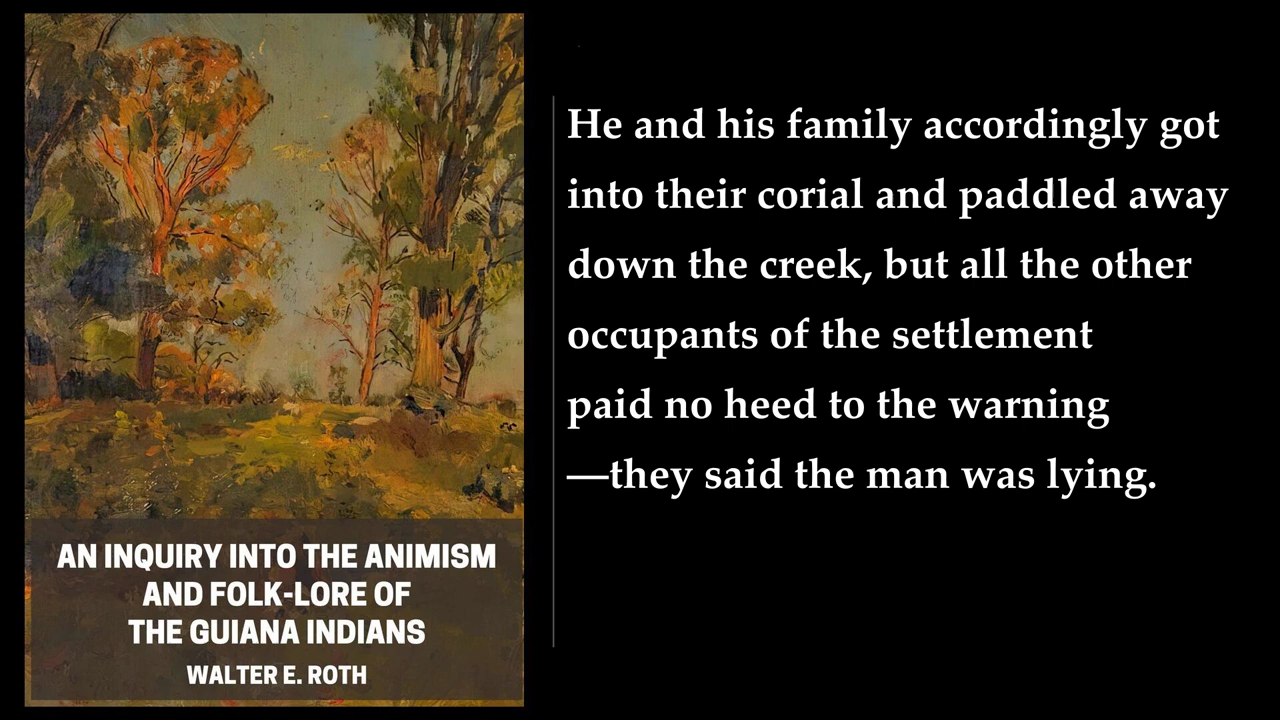 AN INQUIRY INTO THE ANIMISM
AND FOLK-LORE OF
THE GUIANA INDIANS
WALTER E. ROTH
He and his family accordingly got
into their corial and paddled away
down the creek, but all the other
occupants of the settlement
paid no heed to the warning
—they said the man was lying.